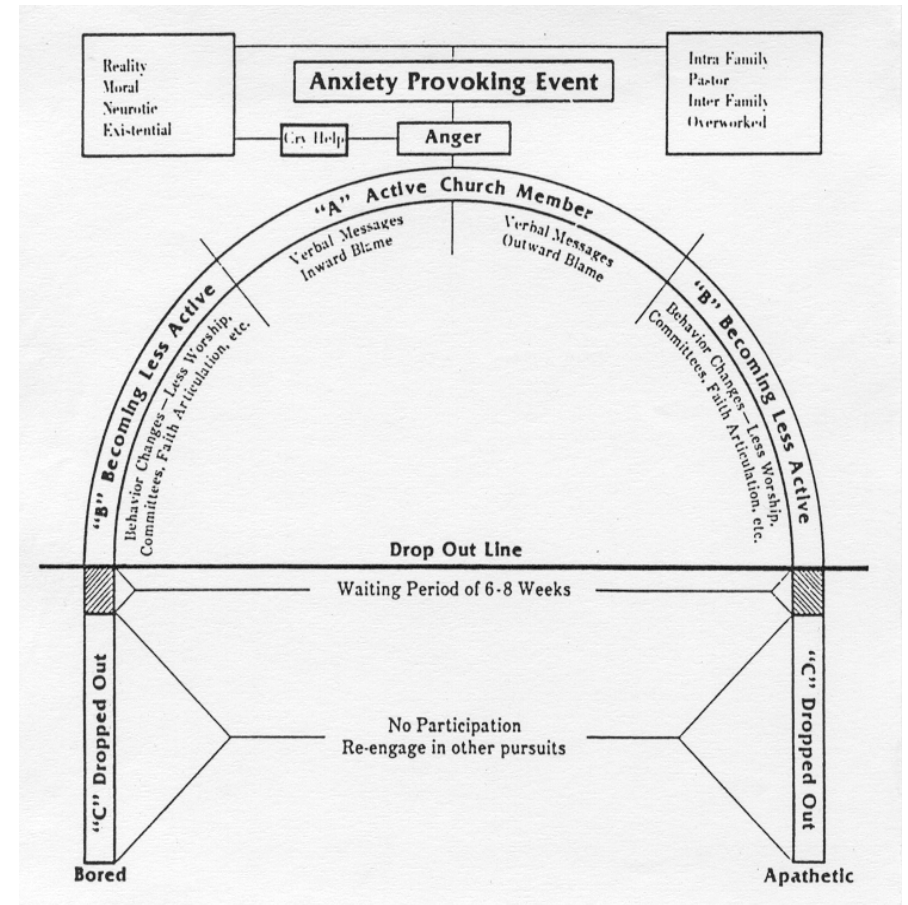 Reality
Moral
Neurotic
Existential
Anxiety Provoking Event
Intra Family
Pastor
Inter Family
Overworked
Cry Help
Anger
“A” Active Church Member
Verbal Messages
Inward Blame
Verbal Messages
Outward Blame
“B” Becoming Less Active
Behavior Changes—Less Worship,
Committees, Faith Articulation, etc.
“B” Becoming Less Active
Behavior Changes—Less Worship,
Committees, Faith Articulation, etc.
Drop Out Line
Waiting Period of 6-8 Weeks
“C” Dropped Out
No Participation
Re-engage in other pursuits
“C” Dropped Out
Bored
Apathetic